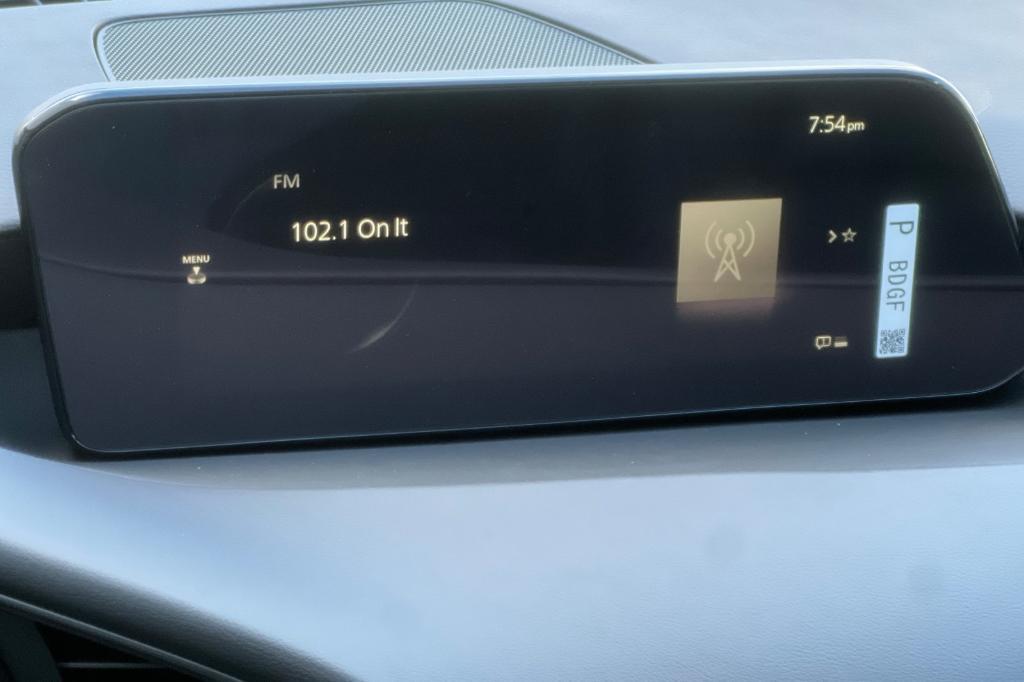 7:54pm
FM
102.1 On It
MENU
P BDGF